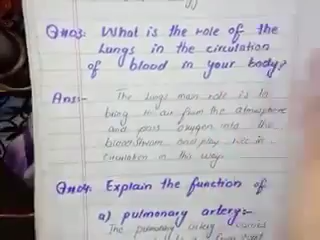 Q#03: What is the role of the
Lungs in the circulation
of blood in your body?
Ans:- The lungs main role is to
bring to air from the atmosphere
and pass oxygen into the
bloodstream and play role in
circulation in this way.
Q#04: Explain the function of
a) pulmonary artery:-
The pulmonary artery carries